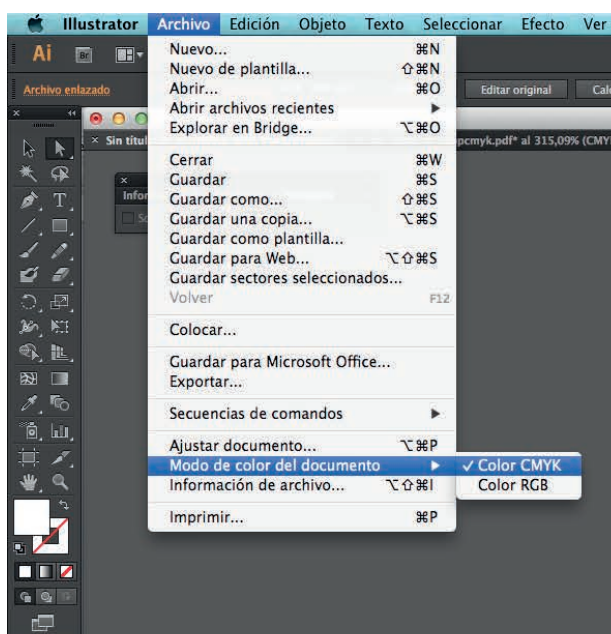 Illustrator Archivo Edición Objeto Texto Seleccionar Efecto Ver
Ai Br
Archivo enlazado Editar original
× Sin titul pcmyk.pdf* al 315,09% (CMY
Infor
Nuevo... ⌘N
Nuevo de plantilla... ⇧⌘N
Abrir... ⌘O
Abrir archivos recientes ▶
Explorar en Bridge... ⌥⌘O
Cerrar ⌘W
Guardar ⌘S
Guardar como... ⇧⌘S
Guardar una copia... ⌥⌘S
Guardar como plantilla...
Guardar para Web... ⌥⇧⌘S
Guardar sectores seleccionados...
Volver F12
Colocar...
Guardar para Microsoft Office...
Exportar...
Secuencias de comandos ▶
Ajustar documento... ⌥⌘P
Modo de color del documento ▶ ✓ Color CMYK
Información de archivo... ⌥⇧⌘I Color RGB
Imprimir... ⌘P